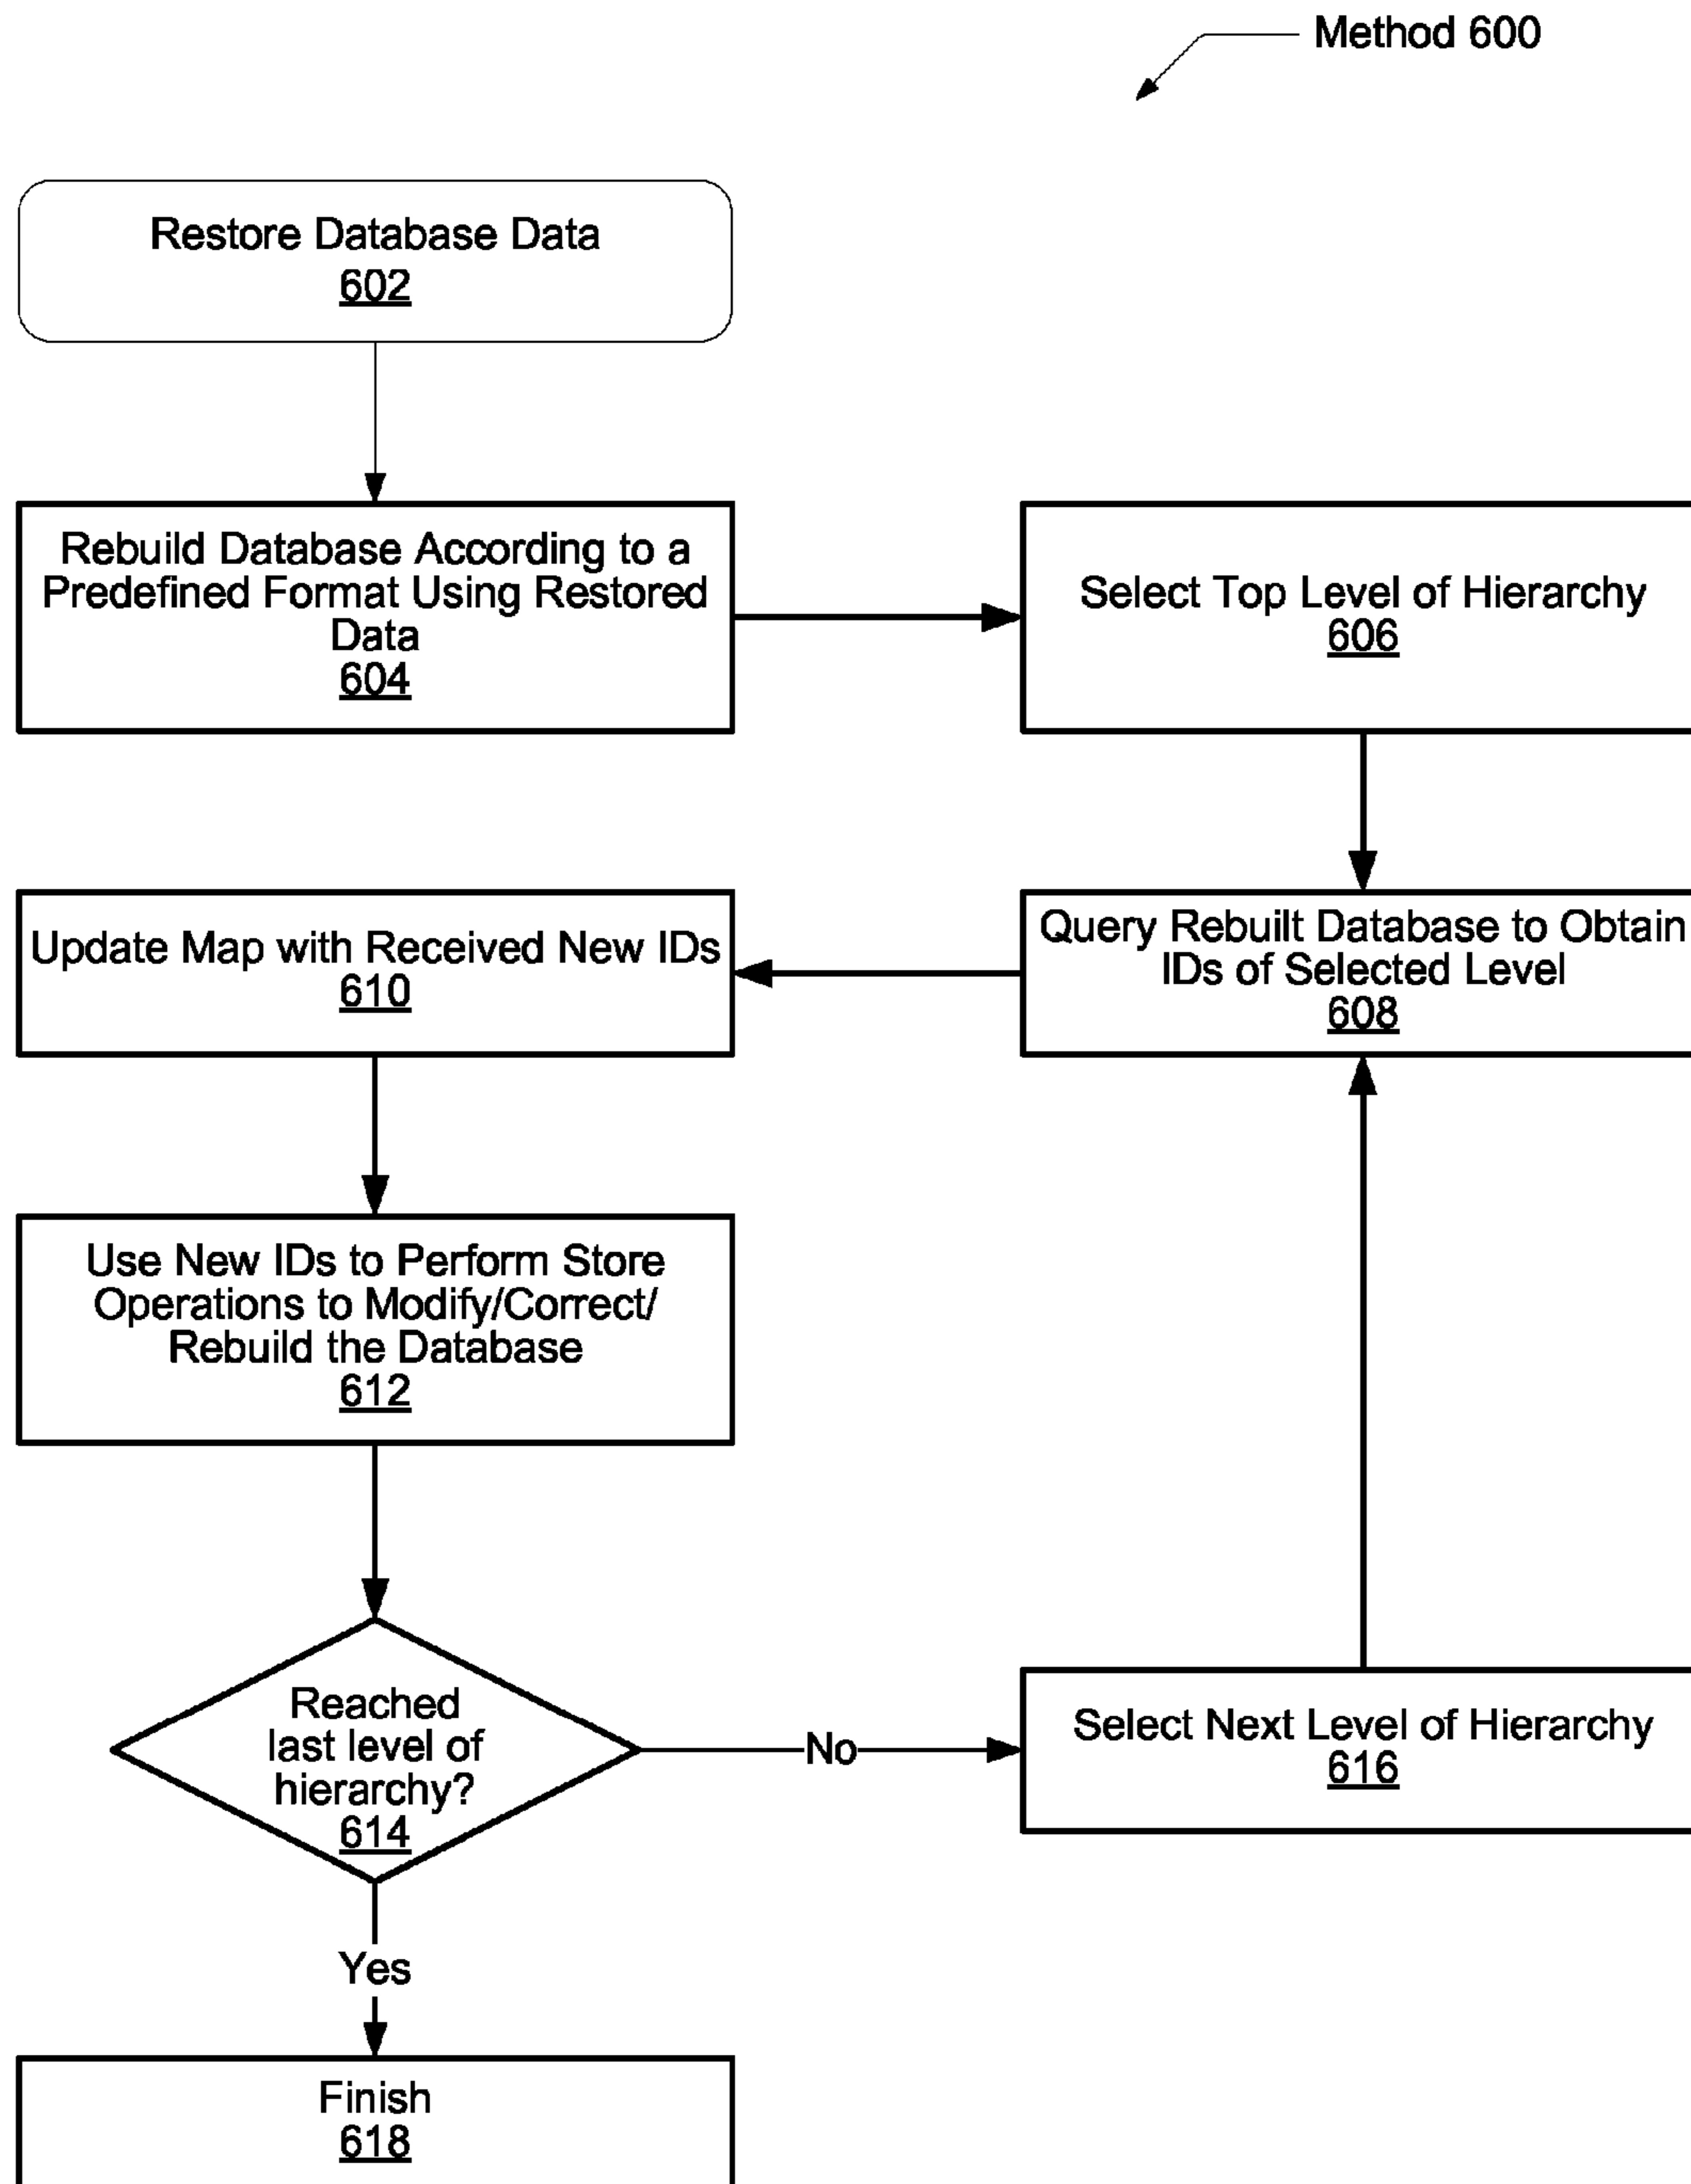 Method 600
Restore Database Data
602
Rebuild Database According to a
Predefined Format Using Restored
Data
604
Select Top Level of Hierarchy
606
Query Rebuilt Database to Obtain
IDs of Selected Level
608
Update Map with Received New IDs
610
Use New IDs to Perform Store
Operations to Modify/Correct/
Rebuild the Database
612
Reached
last level of
hierarchy?
614
No
Select Next Level of Hierarchy
616
Yes
Finish
618